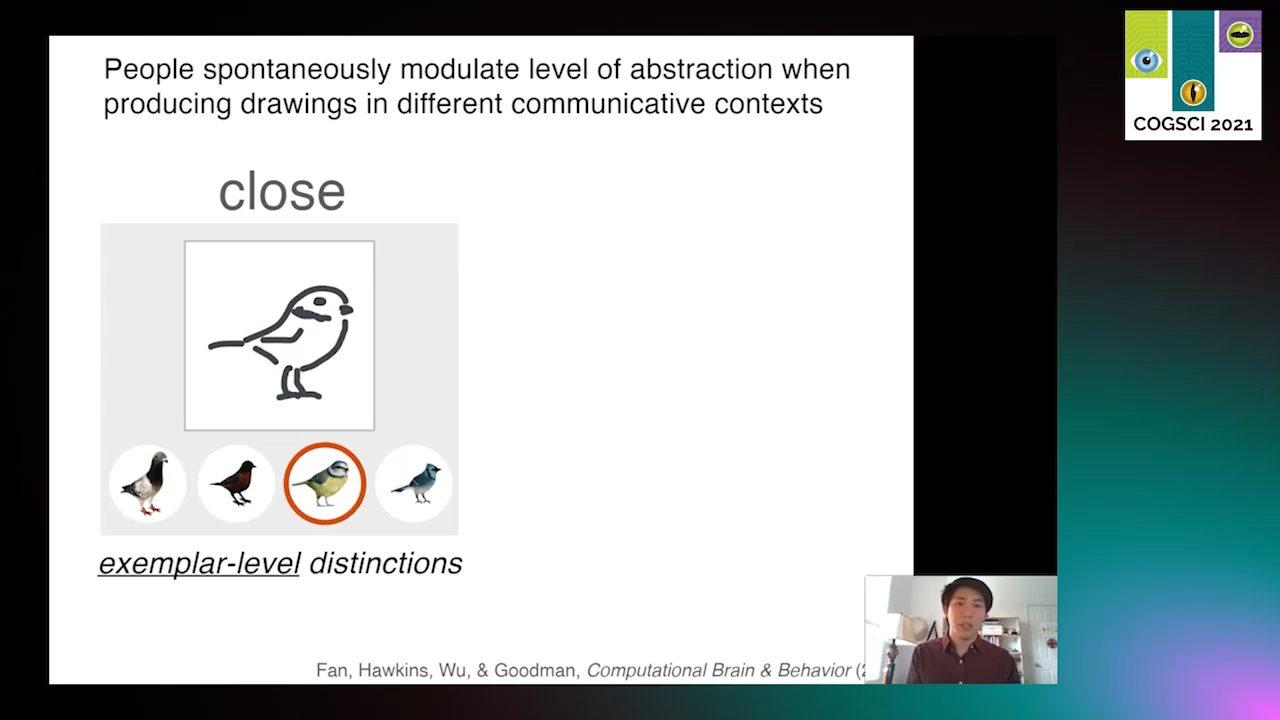 People spontaneously modulate level of abstraction when
producing drawings in different communicative contexts
close
exemplar-level distinctions
Fan, Hawkins, Wu, & Goodman, Computational Brain & Behavior
COGSCI 2021